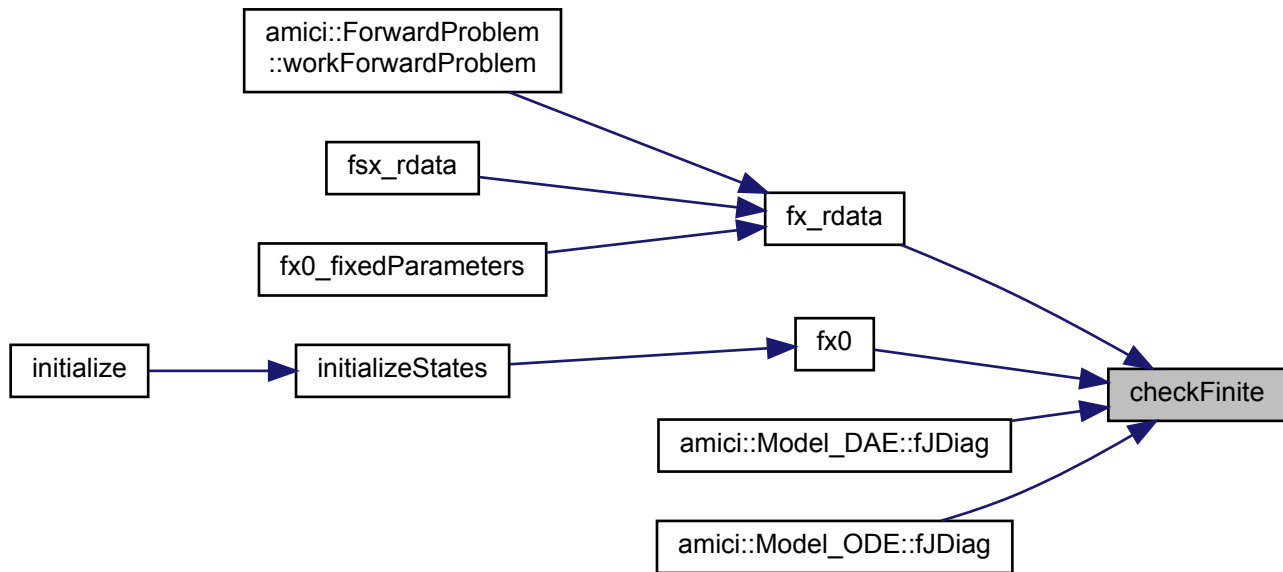 amici::ForwardProblem
::workForwardProblem
fsx_rdata
fx_rdata
fx0_fixedParameters
fx0
initialize
initializeStates
checkFinite
amici::Model_DAE::fJDiag
amici::Model_ODE::fJDiag